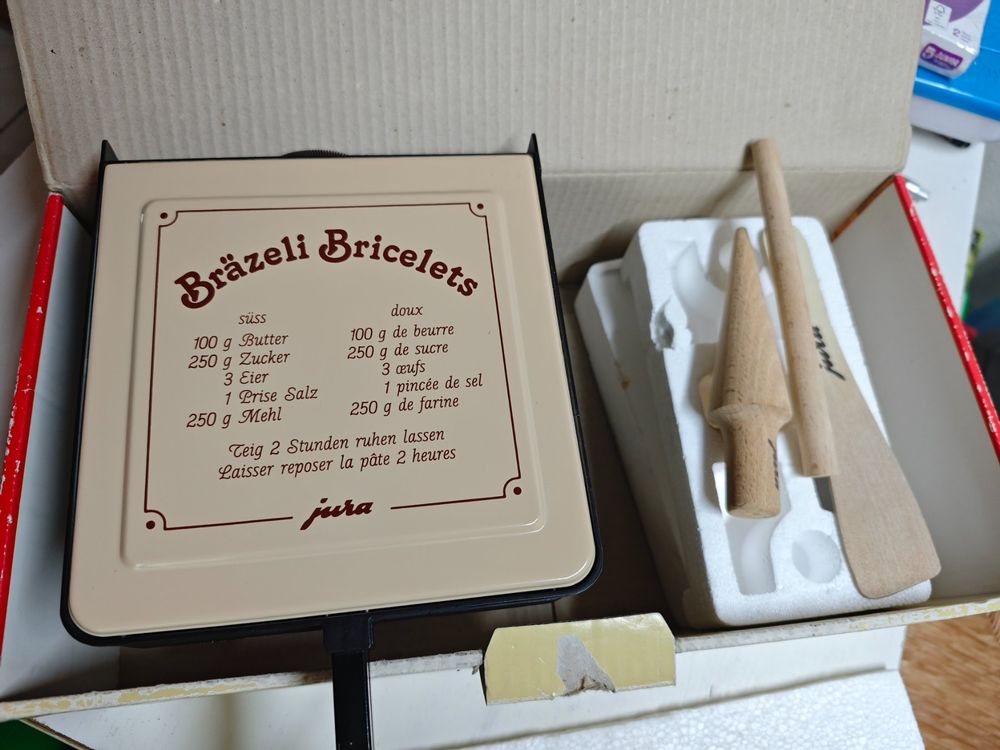 Bräzeli Bricelets
süss
100 g Butter
250 g Zucker
3 Eier
1 Prise Salz
250 g Mehl
doux
100 g de beurre
250 g de sucre
3 œufs
1 pincée de sel
250 g de farine
Teig 2 Stunden ruhen lassen
Laisser reposer la pâte 2 heures
jura
jura